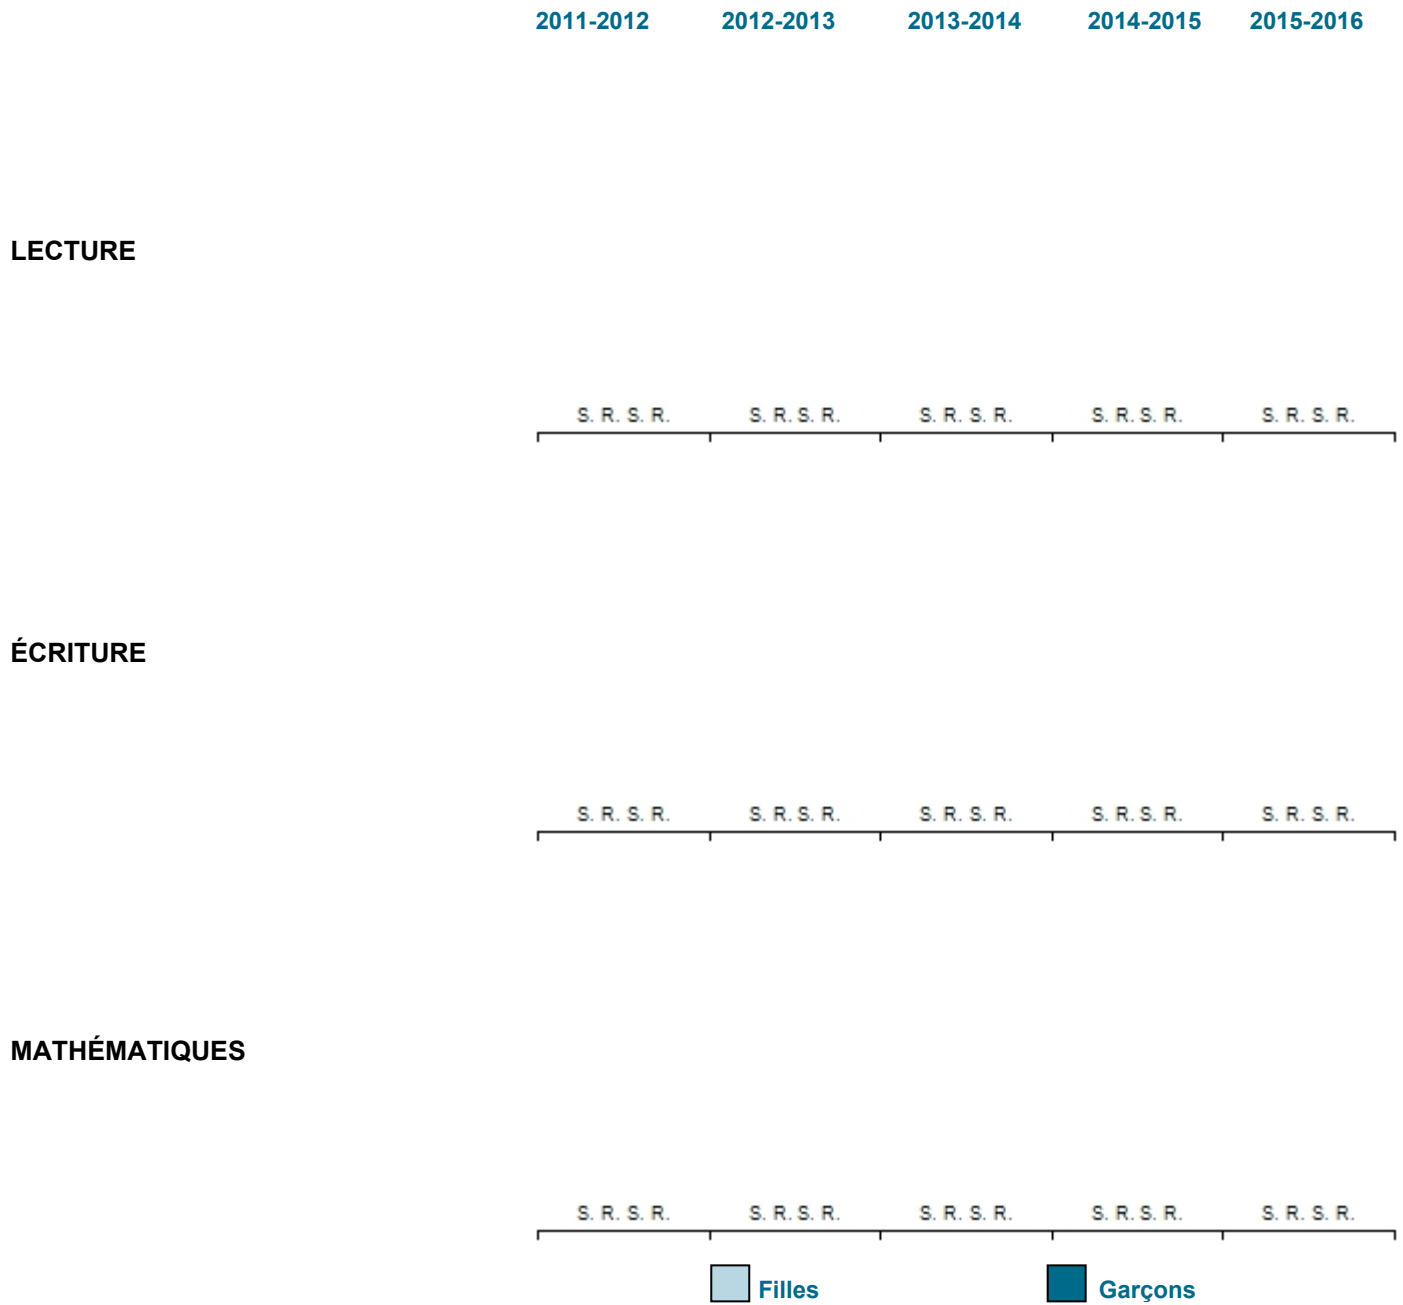 2011-2012 2012-2013 2013-2014 2014-2015 2015-2016
LECTURE
S. R. S. R. S. R. S. R. S. R. S. R. S. R. S. R. S. R. S. R.
ÉCRITURE
S. R. S. R. S. R. S. R. S. R. S. R. S. R. S. R. S. R. S. R.
MATHÉMATIQUES
S. R. S. R. S. R. S. R. S. R. S. R. S. R. S. R. S. R. S. R.
Filles Garçons